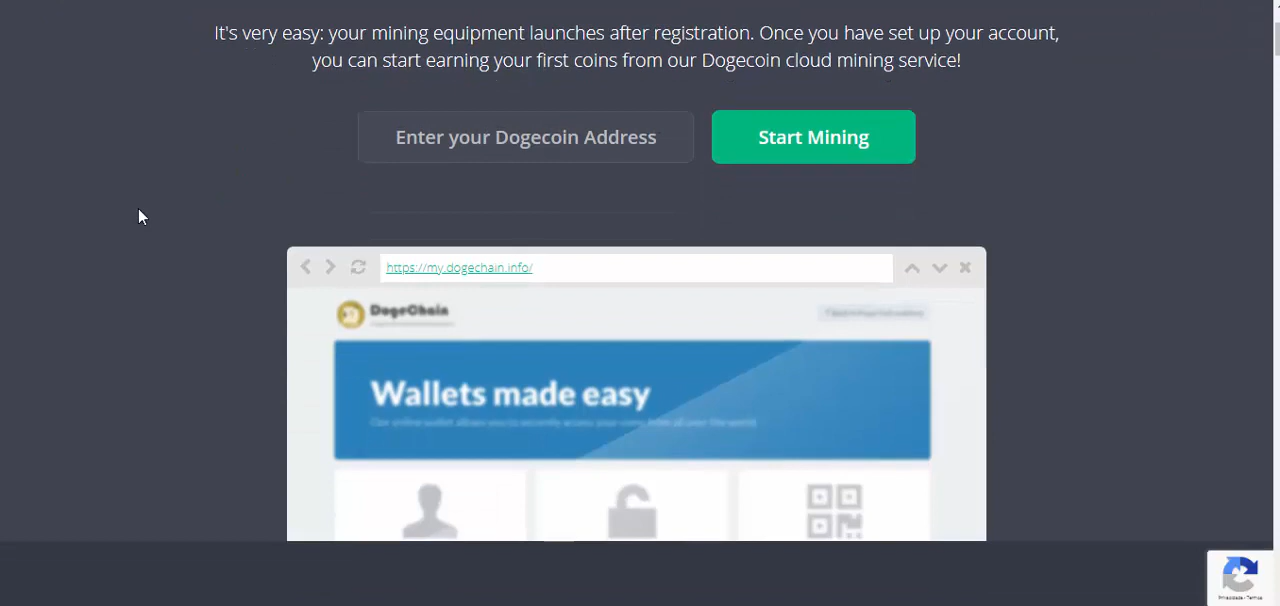 It's very easy: your mining equipment launches after registration. Once you have set up your account,
you can start earning your first coins from our Dogecoin cloud mining service!
Enter your Dogecoin Address
Start Mining
https://my.dogechain.info/
DogeChain
Wallets made easy
Privacidade - Termos